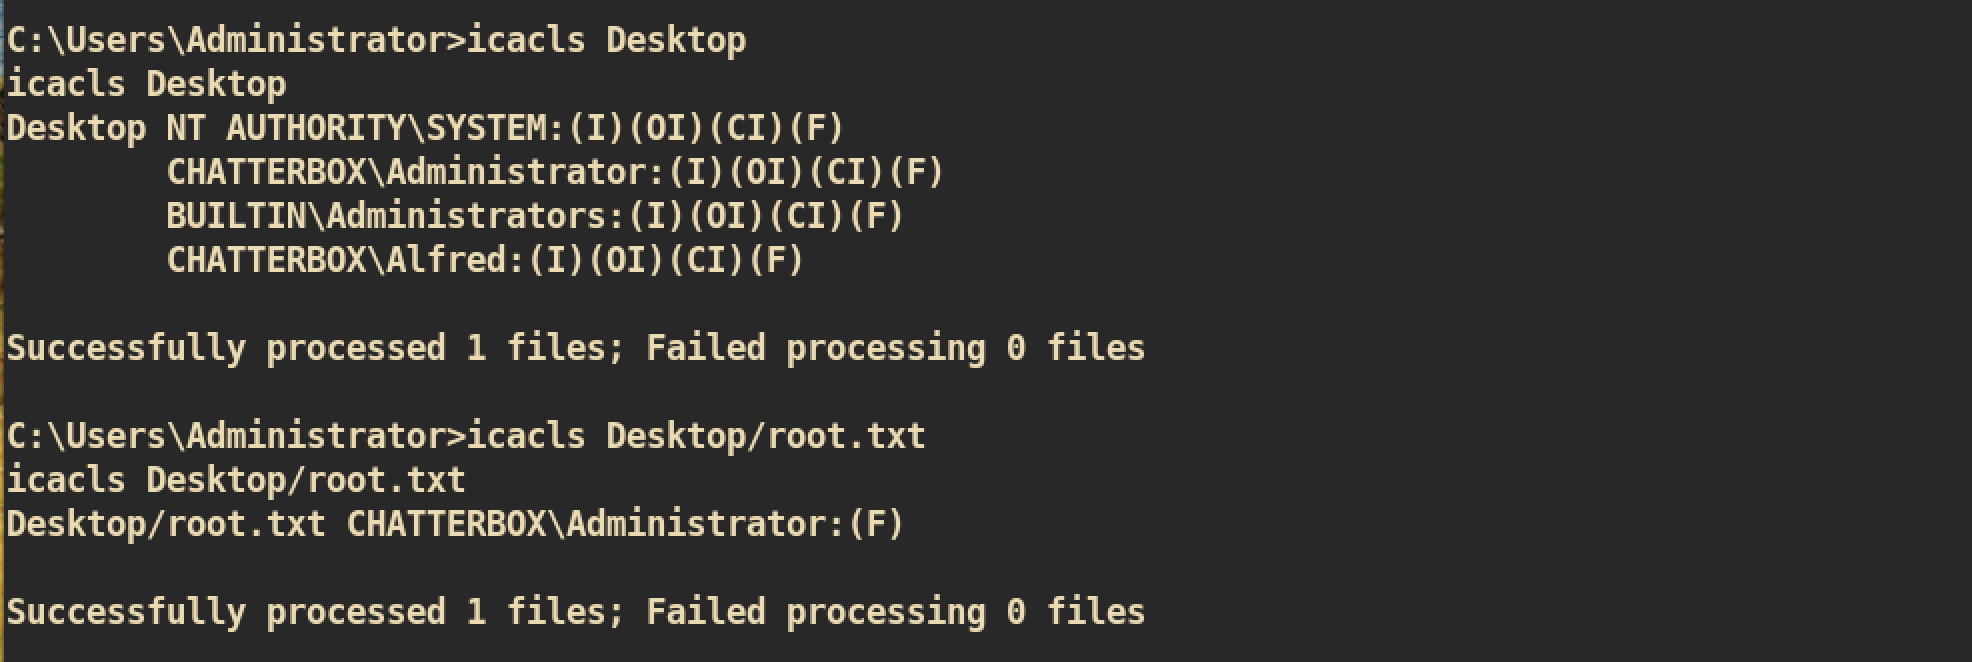 C:\Users\Administrator>icacls Desktop
icacls Desktop
Desktop NT AUTHORITY\SYSTEM:(I)(OI)(CI)(F)
        CHATTERBOX\Administrator:(I)(OI)(CI)(F)
        BUILTIN\Administrators:(I)(OI)(CI)(F)
        CHATTERBOX\Alfred:(I)(OI)(CI)(F)

Successfully processed 1 files; Failed processing 0 files

C:\Users\Administrator>icacls Desktop/root.txt
icacls Desktop/root.txt
Desktop/root.txt CHATTERBOX\Administrator:(F)

Successfully processed 1 files; Failed processing 0 files